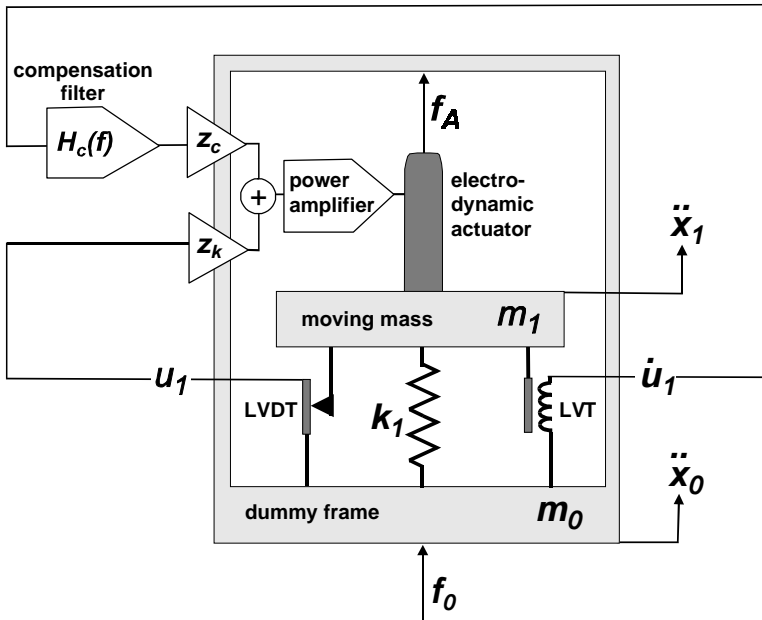 compensation
filter
H_c(f)
z_c
z_k
+
power
amplifier
f_A
electro-
dynamic
actuator
ẍ_1
moving mass m_1
u_1
LVDT
k_1
LVT
u̇_1
ẍ_0
dummy frame m_0
f_0